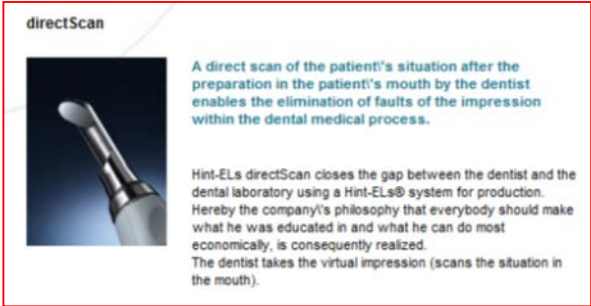 directScan
A direct scan of the patient\'s situation after the
preparation in the patient\'s mouth by the dentist
enables the elimination of faults of the impression
within the dental medical process.
Hint-ELs directScan closes the gap between the dentist and the
dental laboratory using a Hint-ELs® system for production.
Hereby the company\'s philosophy that everybody should make
what he was educated in and what he can do most
economically, is consequently realized.
The dentist takes the virtual impression (scans the situation in
the mouth).